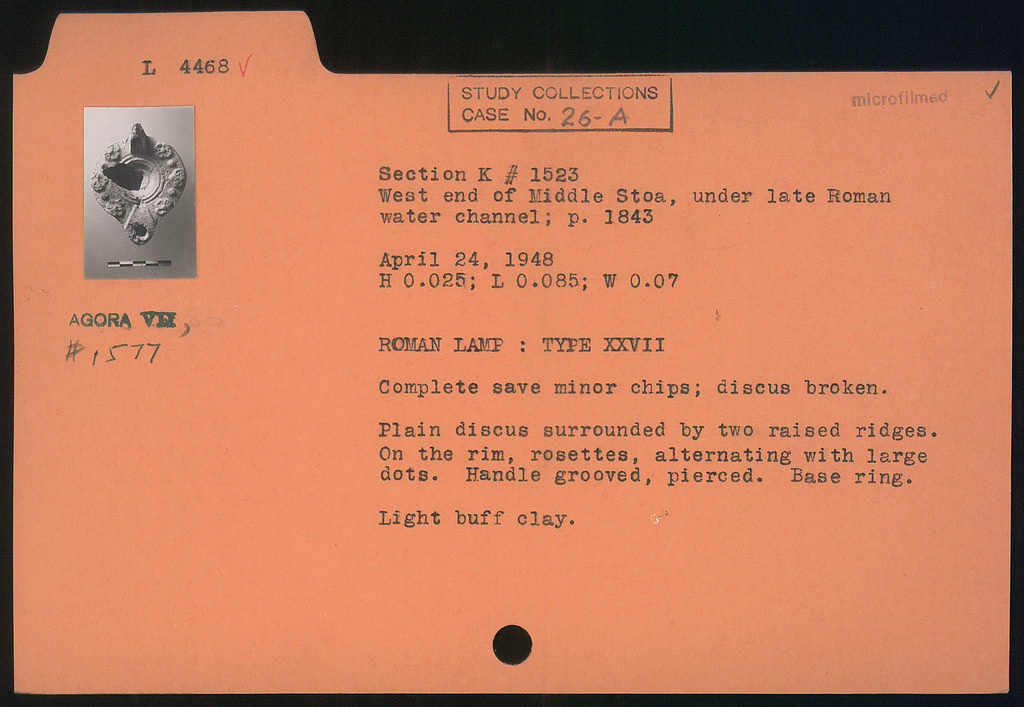 L 4468 ✓
STUDY COLLECTIONS
CASE No. 26-A
microfilmed ✓
Section K # 1523
West end of Middle Stoa, under late Roman
water channel; p. 1843
April 24, 1948
H 0.025; L 0.085; W 0.07
AGORA VII,
# 1577
ROMAN LAMP : TYPE XXVII
Complete save minor chips; discus broken.
Plain discus surrounded by two raised ridges.
On the rim, rosettes, alternating with large
dots. Handle grooved, pierced. Base ring.
Light buff clay.